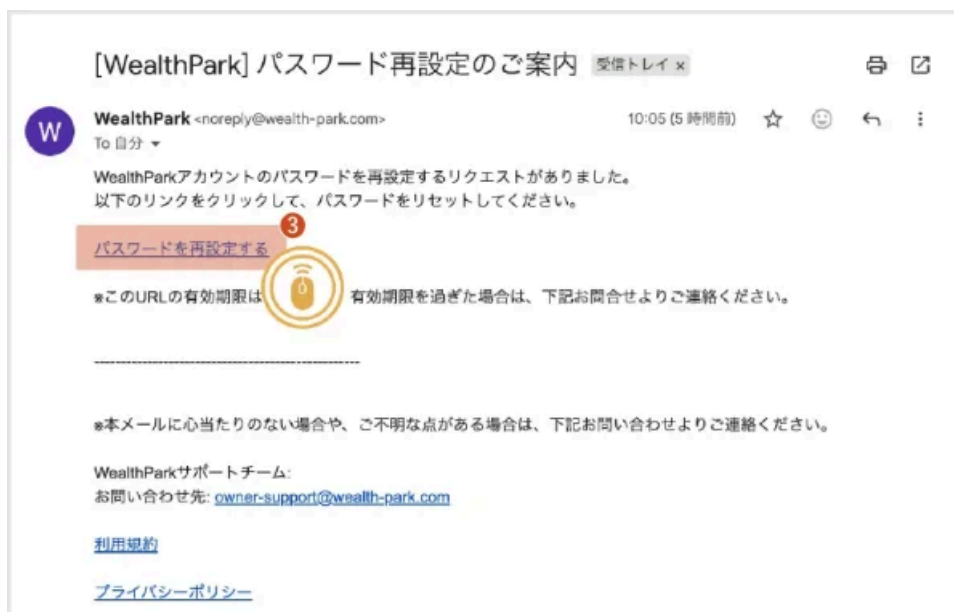 [WealthPark] パスワード再設定のご案内 受信トレイ ×
WealthPark <noreply@wealth-park.com> 10:05 (5 時間前)
W
To 自分
WealthParkアカウントのパスワードを再設定するリクエストがありました。
以下のリンクをクリックして、パスワードをリセットしてください。
3
パスワードを再設定する
※このURLの有効期限は 有効期限を過ぎた場合は、下記お問合せよりご連絡ください。
--------------------------------------------------
※本メールに心当たりのない場合や、ご不明な点がある場合は、下記お問い合わせよりご連絡ください。
WealthParkサポートチーム:
お問い合わせ先: owner-support@wealth-park.com
利用規約
プライバシーポリシー